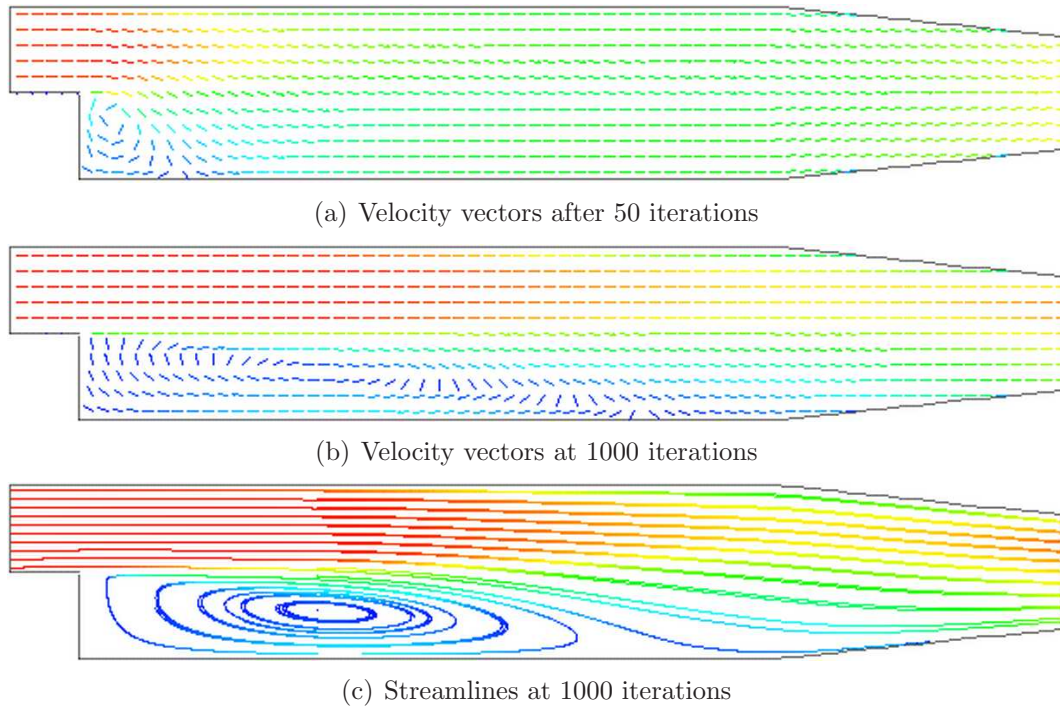 (a) Velocity vectors after 50 iterations
(b) Velocity vectors at 1000 iterations
(c) Streamlines at 1000 iterations